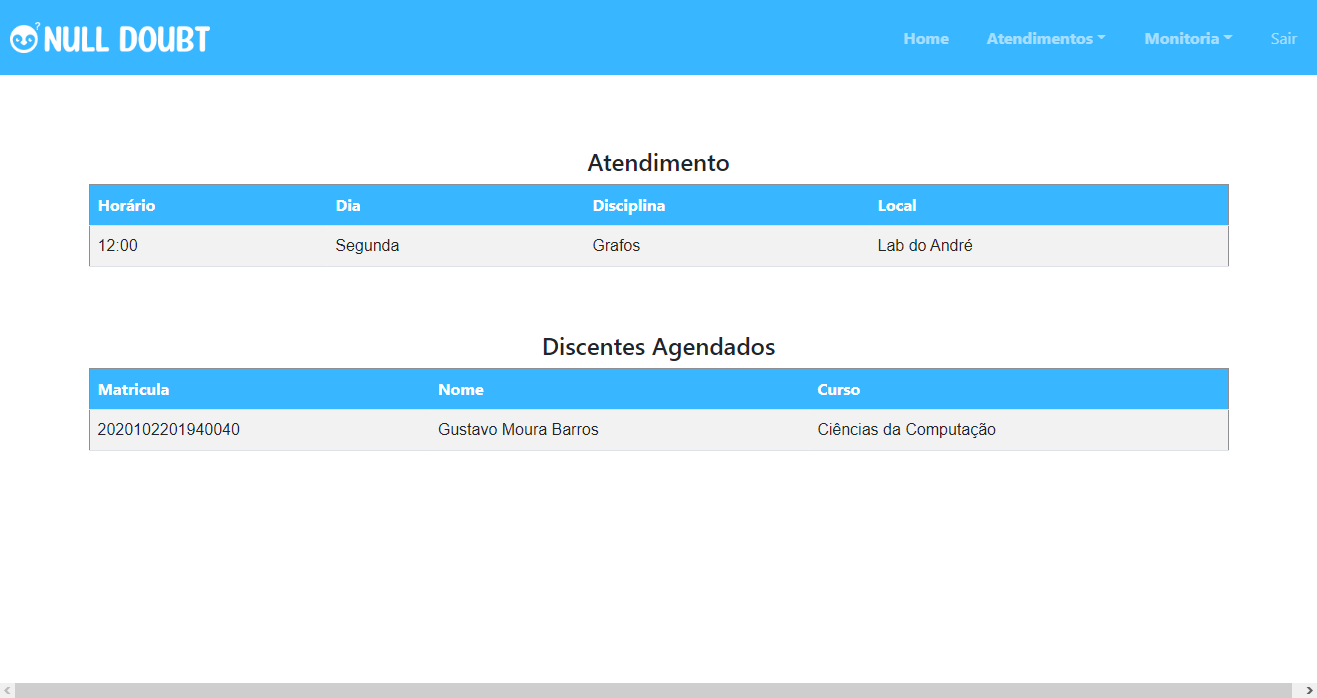 ? NULL DOUBT Home Atendimentos Monitoria Sair
Atendimento
Horário Dia Disciplina Local
12:00 Segunda Grafos Lab do André
Discentes Agendados
Matricula Nome Curso
2020102201940040 Gustavo Moura Barros Ciências da Computação